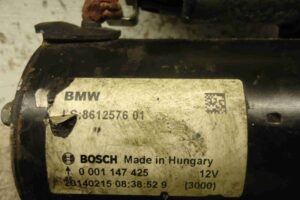 BMW
8612576 01
BOSCH Made in Hungary
0 001 147 425 12V
20140215 08:38:52 9 (3000)